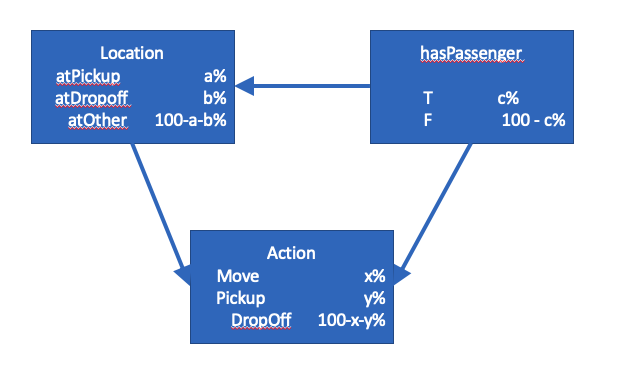 Location
atPickup a%
atDropoff b%
atOther 100-a-b%
hasPassenger
T c%
F 100 - c%
Action
Move x%
Pickup y%
DropOff 100-x-y%